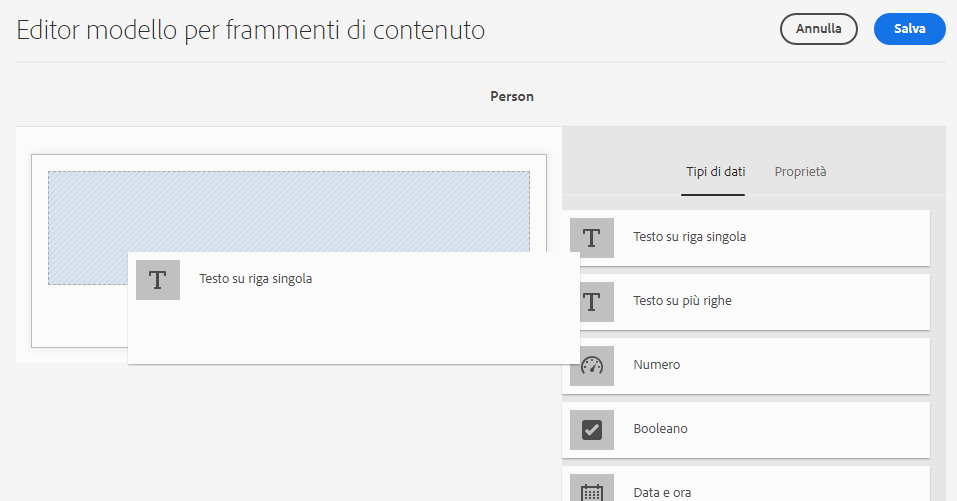 Editor modello per frammenti di contenuto
Annulla
Salva
Person
Tipi di dati
Proprietà
Testo su riga singola
Testo su riga singola
Testo su più righe
Numero
Booleano
Data e ora